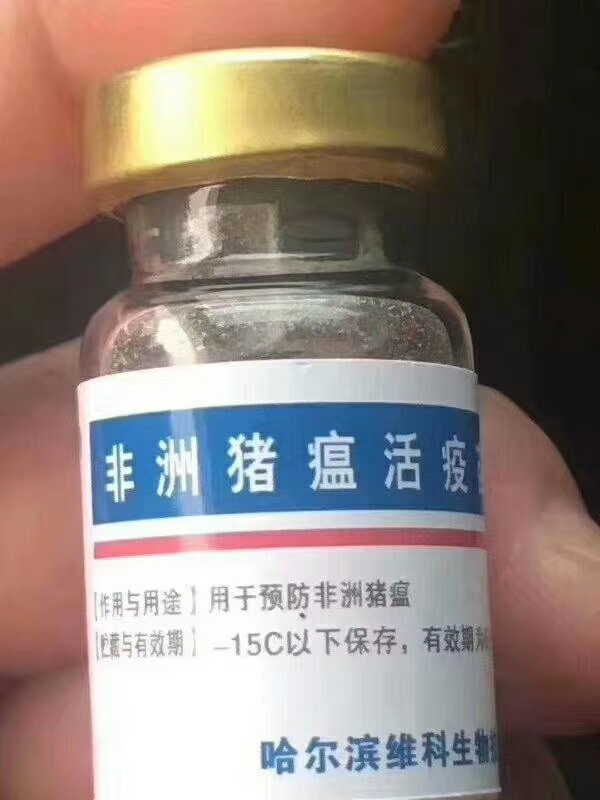 非洲猪瘟活疫
【作用与用途】用于预防非洲猪瘟
【贮藏与有效期】-15C以下保存，有效期为
哈尔滨维科生物